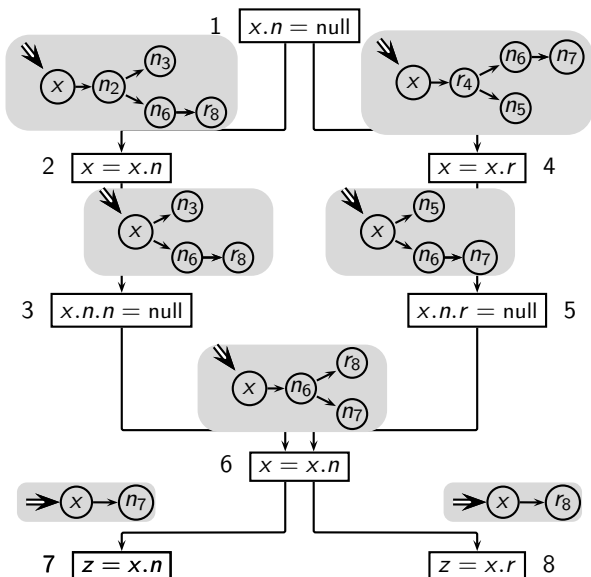 1 x.n = null
x n2 n3 n6 r8
x r4 n6 n7 n5
2 x = x.n
x = x.r 4
x n3 n6 r8
x n5 n6 n7
3 x.n.n = null
x.n.r = null 5
x n6 r8 n7
6 x = x.n
x n7
x r8
7 z = x.n
z = x.r 8